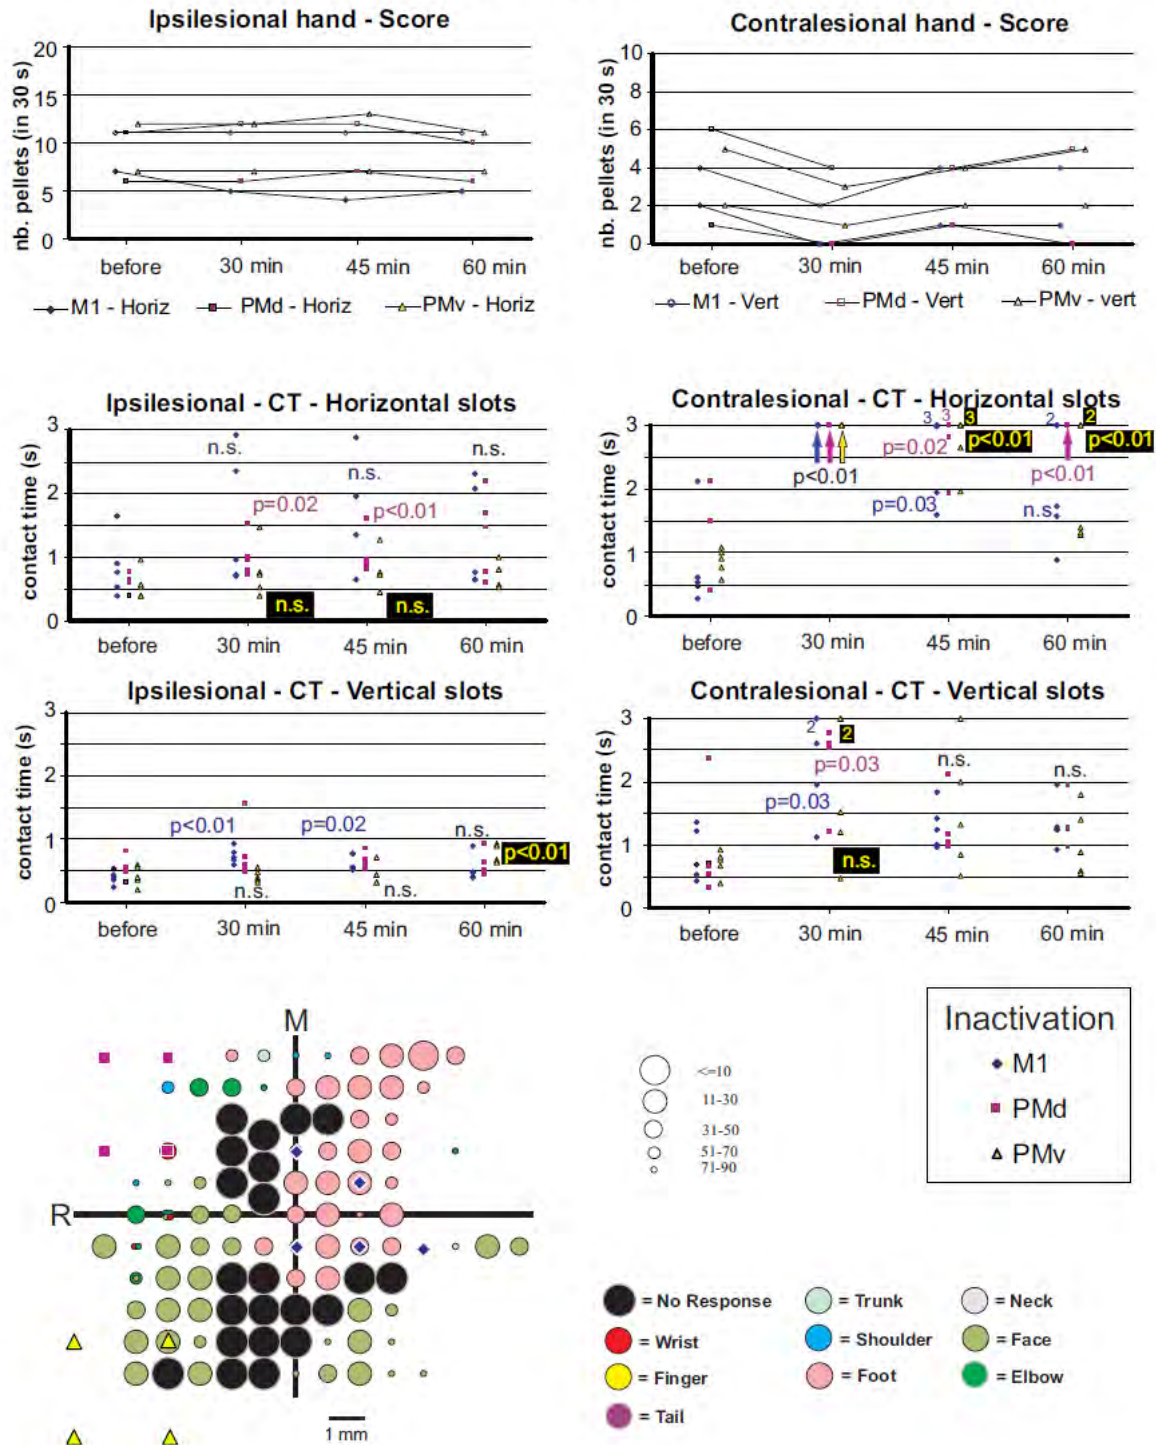 Ipsilesional hand - Score
nb. pellets (in 30 s)
20
15
10
5
0
before 30 min 45 min 60 min
M1 - Horiz PMd - Horiz PMv - Horiz
Contralesional hand - Score
10
8
6
4
2
0
before 30 min 45 min 60 min
M1 - Vert PMd - Vert PMv - vert
Ipsilesional - CT - Horizontal slots
contact time (s)
3
2
1
0
n.s.
p=0.02
n.s.
n.s.
p<0.01
n.s.
n.s.
before 30 min 45 min 60 min
Contralesional - CT - Horizontal slots
contact time (s)
3
2
1
0
p<0.01
3 3 3
p=0.02
p<0.01
p=0.03
2 2
p<0.01
p<0.01
n.s
before 30 min 45 min 60 min
Ipsilesional - CT - Vertical slots
contact time (s)
3
2
1
0
p<0.01
n.s.
p=0.02
n.s.
n.s.
p<0.01
before 30 min 45 min 60 min
Contralesional - CT - Vertical slots
contact time (s)
3
2
1
0
2 2
p=0.03
p=0.03
n.s.
n.s.
n.s.
before 30 min 45 min 60 min
M
R
1 mm
<=10
11-30
31-50
51-70
71-90
Inactivation
M1
PMd
PMv
= No Response
= Wrist
= Finger
= Tail
= Trunk
= Shoulder
= Foot
= Neck
= Face
= Elbow